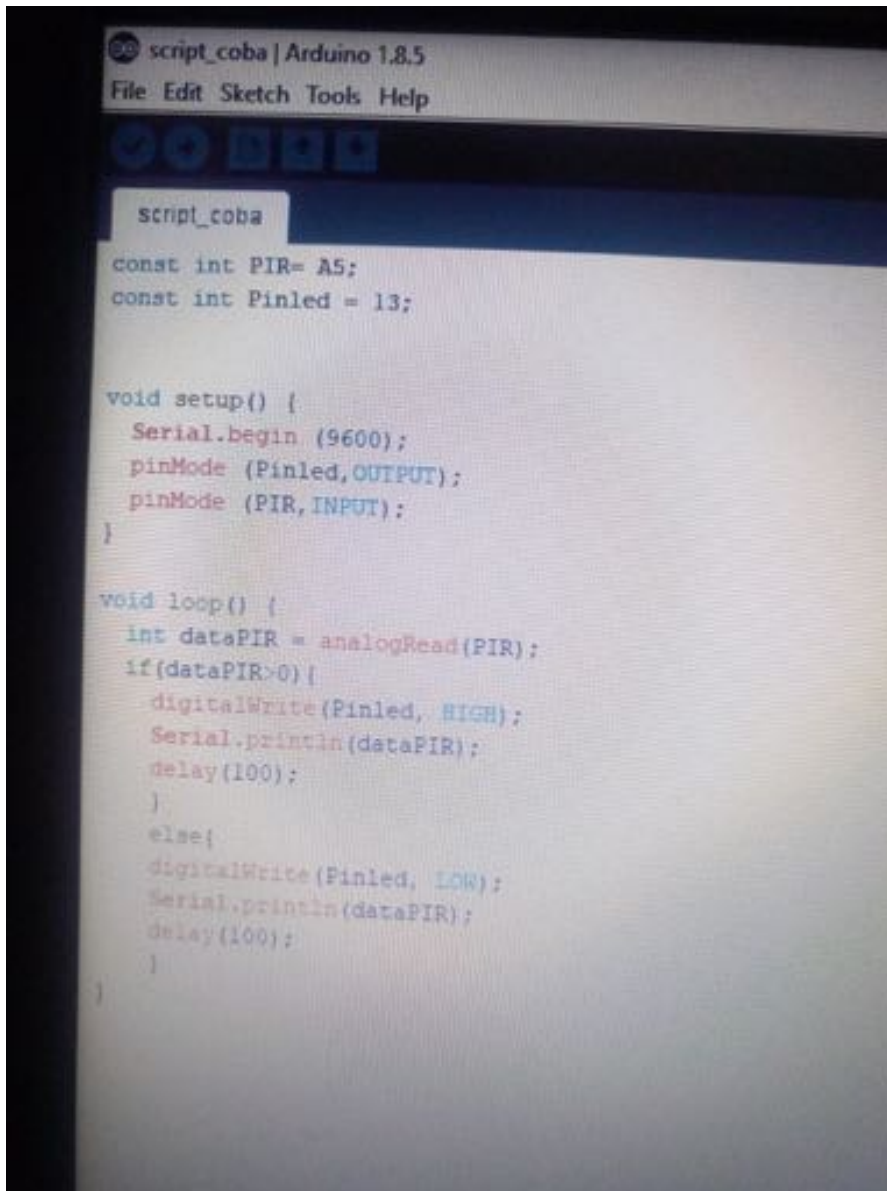 script_coba | Arduino 1.8.5
File Edit Sketch Tools Help
script_coba
const int PIR= A5;
const int Pinled = 13;
void setup() {
Serial.begin (9600);
pinMode (Pinled,OUTPUT);
pinMode (PIR,INPUT);
}
void loop() {
int dataPIR = analogRead(PIR);
if(dataPIR>0){
digitalWrite(Pinled, HIGH);
Serial.println(dataPIR);
delay(100);
}
else{
digitalWrite(Pinled, LOW);
Serial.println(dataPIR);
delay(100);
}
}